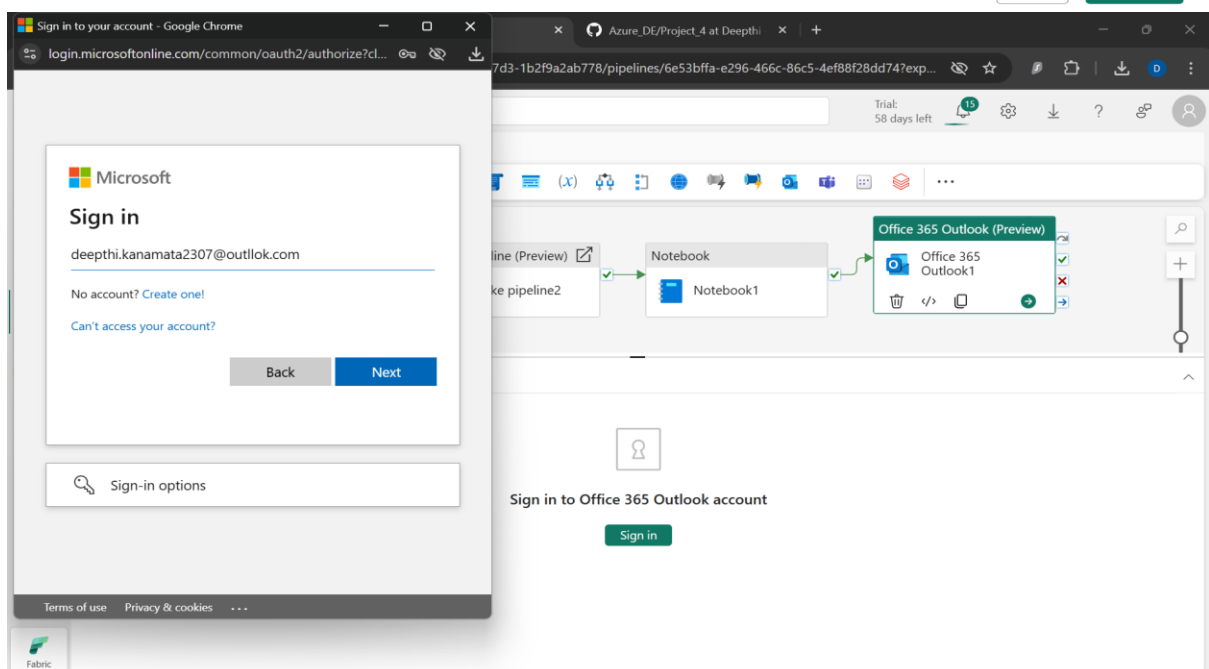 Sign in to your account - Google Chrome
login.microsoftonline.com/common/oauth2/authorize?cl...
Microsoft
Sign in
deepthi.kanamata2307@outllok.com
No account? Create one!
Can't access your account?
Back
Next
Sign-in options
Terms of use
Privacy & cookies
...
Azure_DE/Project_4 at Deepthi
7d3-1b2f9a2ab778/pipelines/6e53bffa-e296-466c-86c5-4ef88f28dd74?exp...
D
Trial:
58 days left
15
?
(x)
...
line (Preview)
ke pipeline2
Notebook
Notebook1
Office 365 Outlook (Preview)
Office 365
Outlook1
Sign in to Office 365 Outlook account
Sign in
Fabric